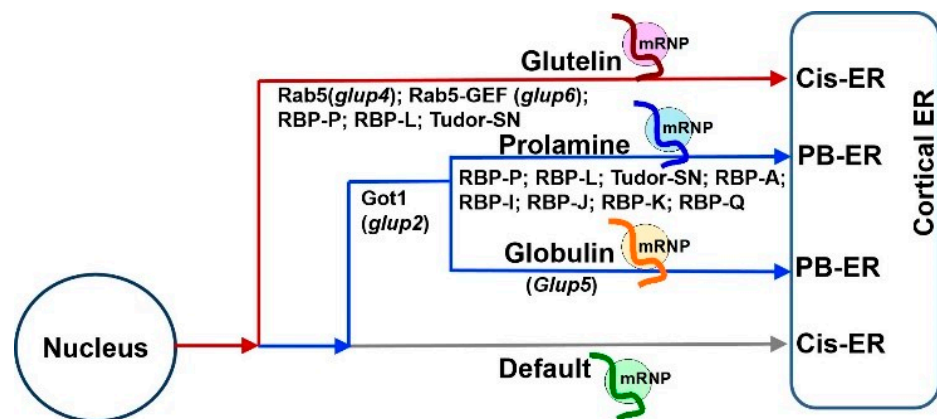 mRNP
Glutelin
Cis-ER
Rab5(glup4); Rab5-GEF (glup6);
RBP-P; RBP-L; Tudor-SN
mRNP
Prolamine
PB-ER
Got1
(glup2)
RBP-P; RBP-L; Tudor-SN; RBP-A;
RBP-I; RBP-J; RBP-K; RBP-Q
mRNP
Globulin
(Glup5)
PB-ER
Nucleus
Cis-ER
Default
mRNP
Cortical ER